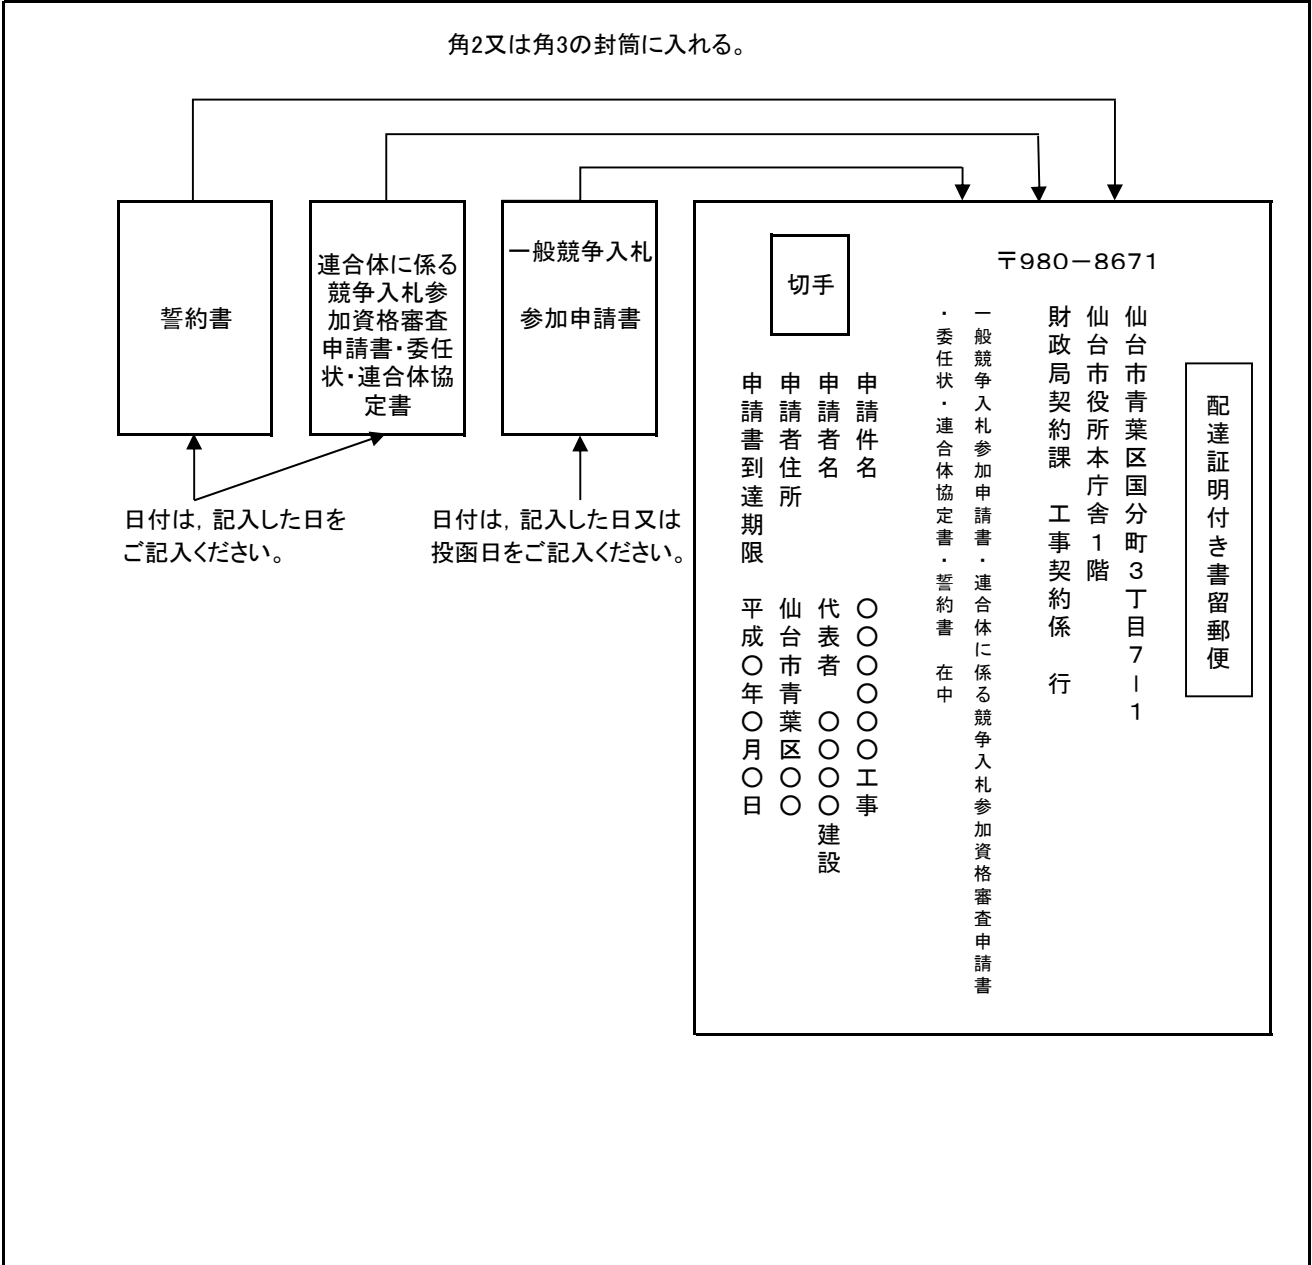 角2又は角3の封筒に入れる。
誓約書
連合体に係る
競争入札参
加資格審査
申請書・委任
状・連合体協
定書
一般競争入札
参加申請書
日付は，記入した日を
ご記入ください。
日付は，記入した日又は
投函日をご記入ください。
切手
〒980－8671
配達証明付き書留郵便
仙台市青葉区国分町３丁目７－１
仙台市役所本庁舎１階
財政局契約課　工事契約係　行
一般競争入札参加申請書・連合体に係る競争入札参加資格審査申請書
・委任状・連合体協定書・誓約書　在中
申請件名　　　　〇〇〇〇〇〇工事
申請者名　　　　代表者　〇〇〇〇建設
申請者住所　　　仙台市青葉区〇〇
申請書到達期限　平成〇年〇月〇日